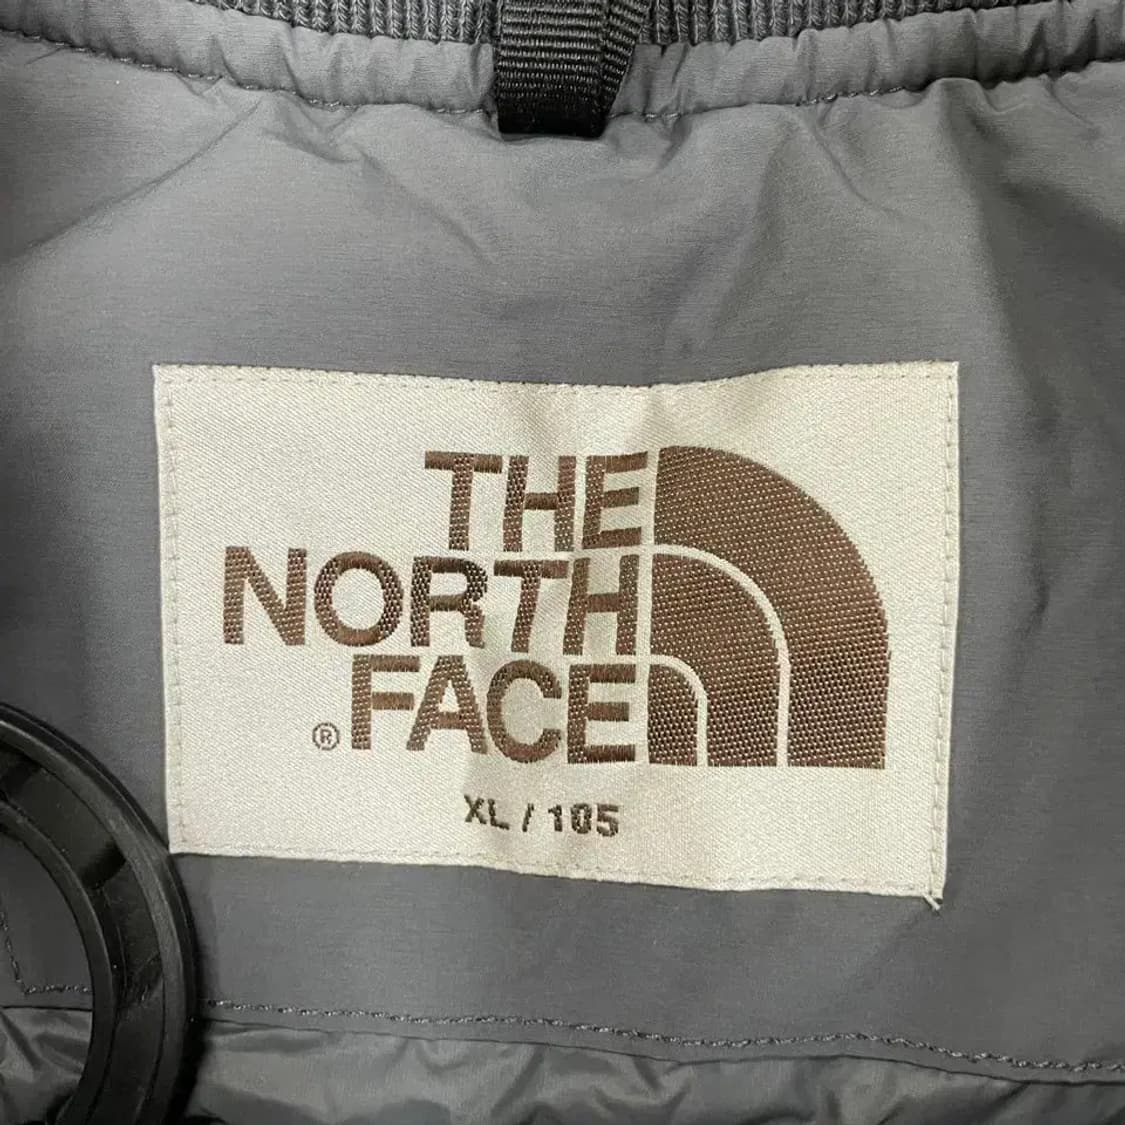 THE
NORTH
FACE
®
XL / 105